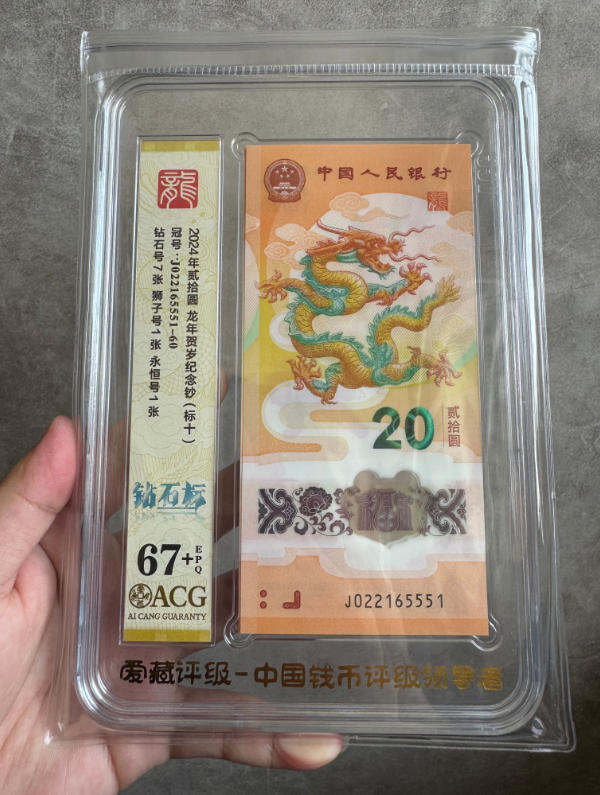 龍
2024年贰拾圆 龙年贺岁纪念钞（标十）
冠号：J022165551-60
钻石号7张 狮子号1张 永恒号1张
钻石标
67+
EPQ
ACG
AI CANG GUARANTY
中国人民银行
龍
20
贰拾圆
福
J022165551
爱藏评级-中国钱币评级领导者